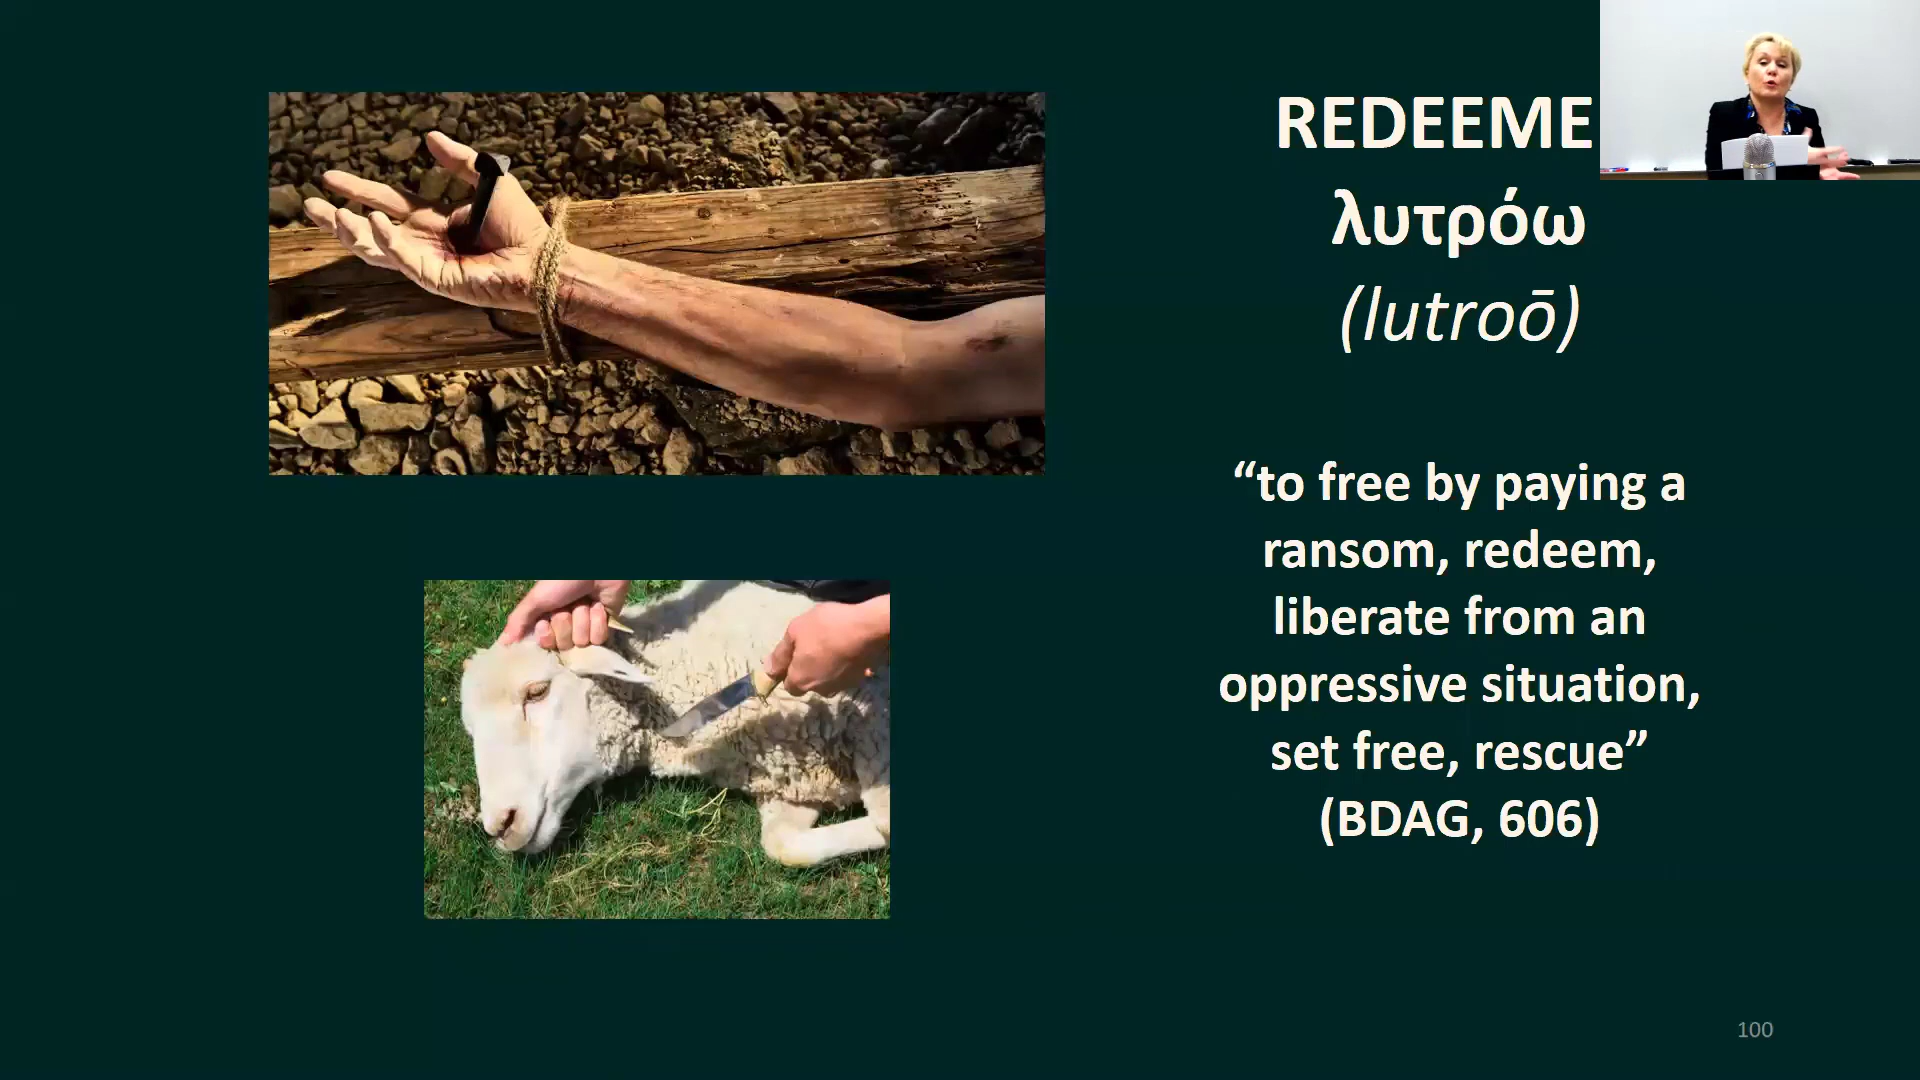 REDEEME
λυτρόω
(lutroō)
“to free by paying a
ransom, redeem,
liberate from an
oppressive situation,
set free, rescue”
(BDAG, 606)
100